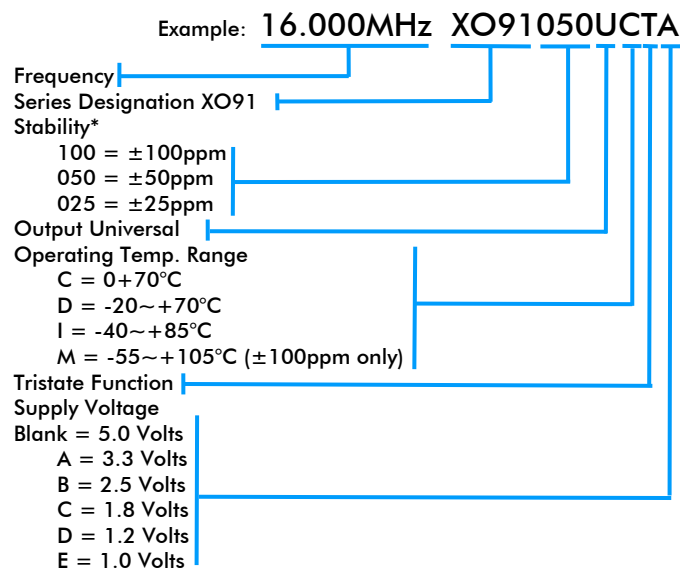 Example: 16.000MHz XO91050UCTA
Frequency
Series Designation XO91
Stability*
100 = ±100ppm
050 = ±50ppm
025 = ±25ppm
Output Universal
Operating Temp. Range
C = 0+70°C
D = -20~+70°C
I = -40~+85°C
M = -55~+105°C (±100ppm only)
Tristate Function
Supply Voltage
Blank = 5.0 Volts
A = 3.3 Volts
B = 2.5 Volts
C = 1.8 Volts
D = 1.2 Volts
E = 1.0 Volts